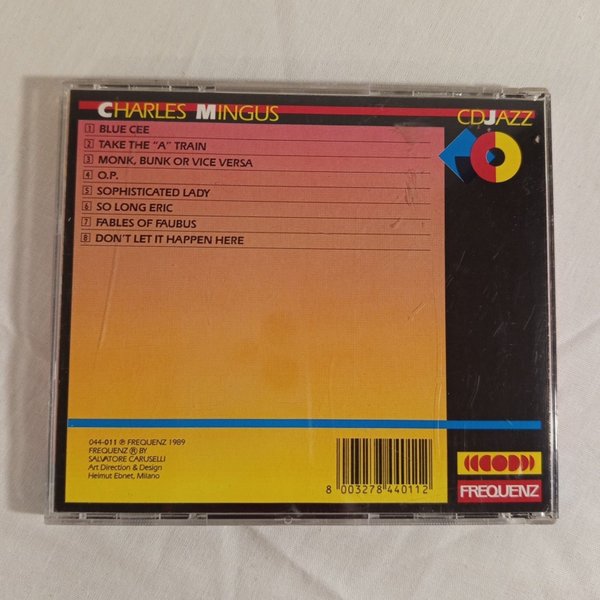 CHARLES MINGUS
CDJAZZ
1 BLUE CEE
2 TAKE THE "A" TRAIN
3 MONK, BUNK OR VICE VERSA
4 O.P.
5 SOPHISTICATED LADY
6 SO LONG ERIC
7 FABLES OF FAUBUS
8 DON'T LET IT HAPPEN HERE
044-011 ℗ FREQUENZ 1989
FREQUENZ ® BY
SALVATORE CARUSELLI
Art Direction & Design
Helmut Ebnet, Milano
8 003278 440112
FREQUENZ